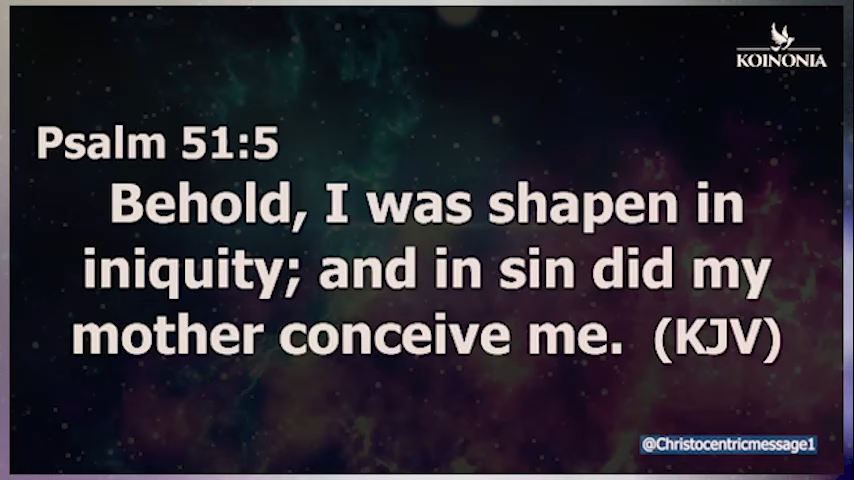 KOINONIA
Psalm 51:5
Behold, I was shapen in
iniquity; and in sin did my
mother conceive me. (KJV)
@Christocentricmessage1